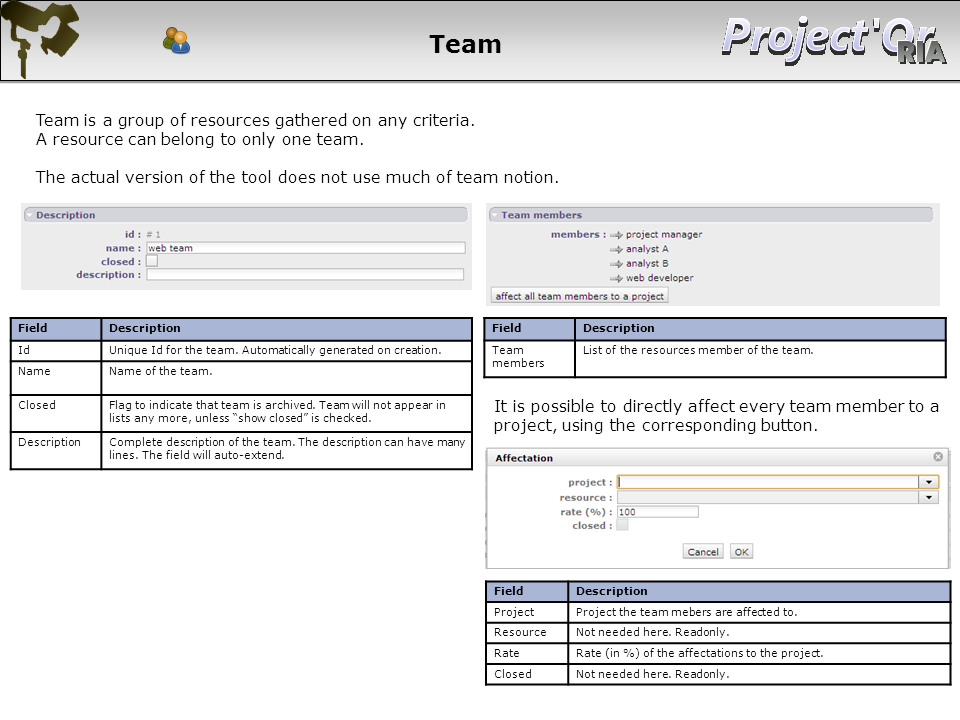 Team
Project'Or
RIA
Team is a group of resources gathered on any criteria.
A resource can belong to only one team.
The actual version of the tool does not use much of team notion.
Description
id : # 1
name : web team
closed :
description :
Field Description
Id Unique Id for the team. Automatically generated on creation.
Name Name of the team.
Closed Flag to indicate that team is archived. Team will not appear in
lists any more, unless “show closed” is checked.
Description Complete description of the team. The description can have many
lines. The field will auto-extend.
Team members
members : project manager
analyst A
analyst B
web developer
affect all team members to a project
Field Description
Team List of the resources member of the team.
members
It is possible to directly affect every team member to a
project, using the corresponding button.
Affectation
project :
resource :
rate (%) : 100
closed :
Cancel OK
Field Description
Project Project the team mebers are affected to.
Resource Not needed here. Readonly.
Rate Rate (in %) of the affectations to the project.
Closed Not needed here. Readonly.